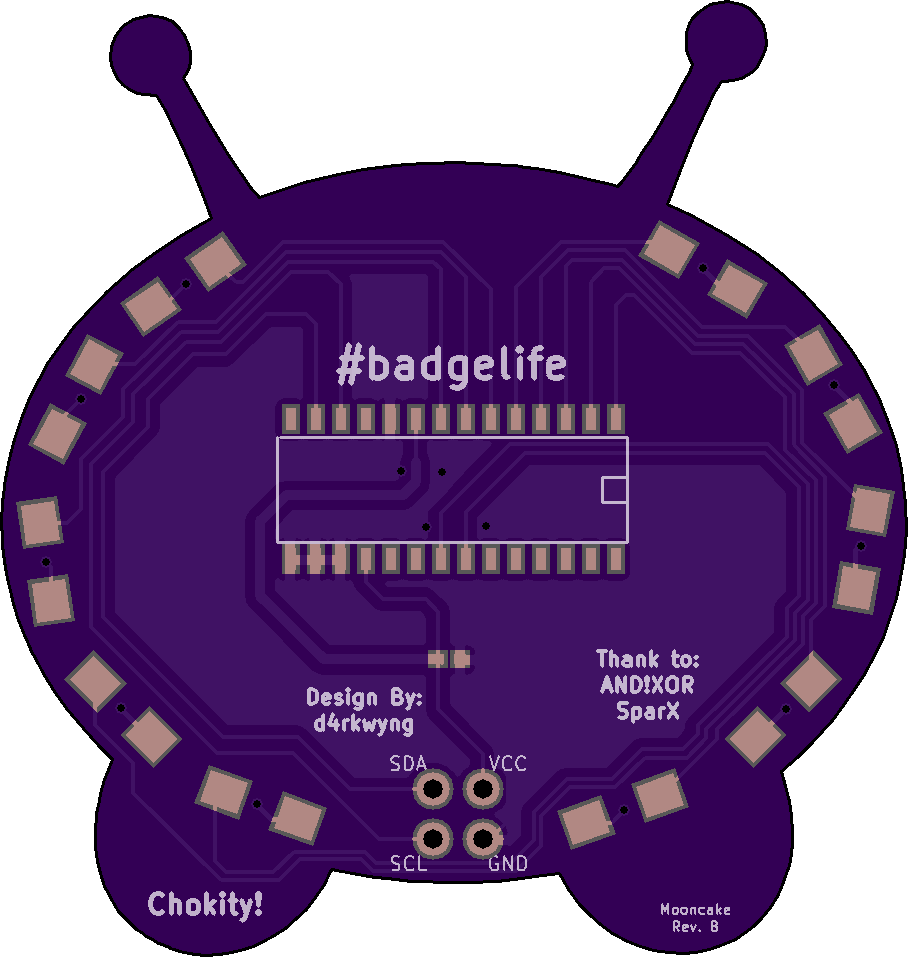 #badgelife
Design By:
d4rkwyng
Thank to:
AND!XOR
SparX
SDA
VCC
SCL
GND
Chokity!
Mooncake
Rev. B